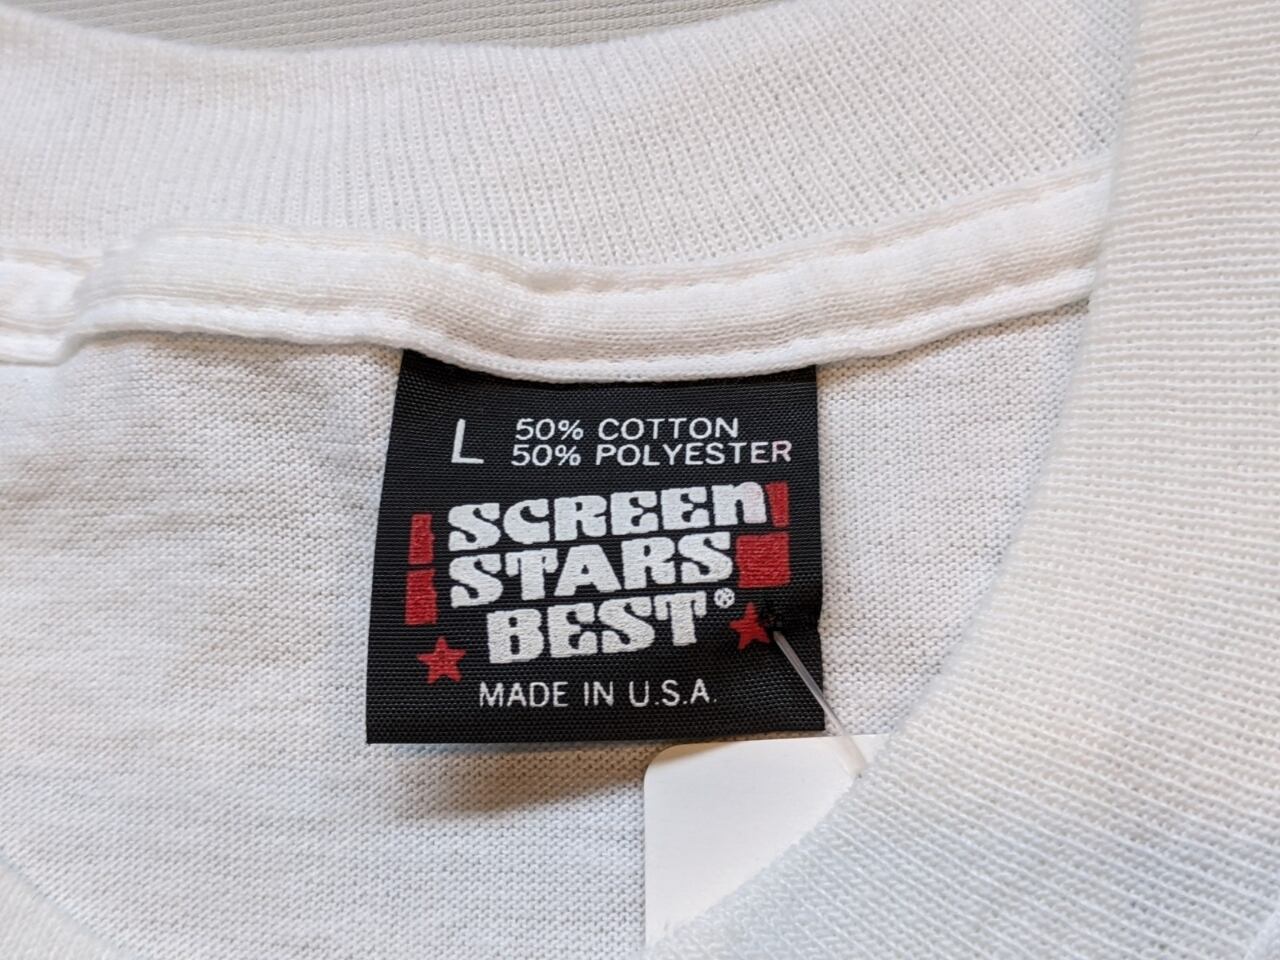 L 50% COTTON
50% POLYESTER
SCREEN
STARS
BEST®
MADE IN U.S.A.